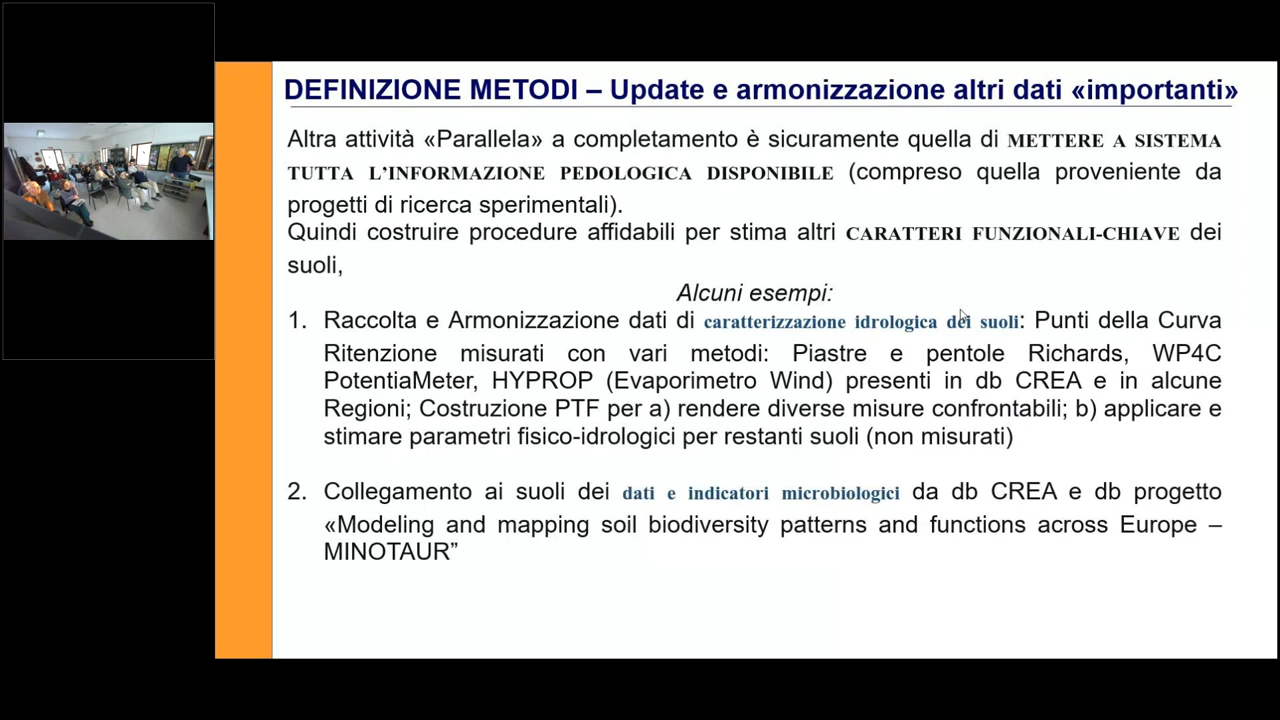 DEFINIZIONE METODI – Update e armonizzazione altri dati «importanti»
Altra attività «Parallela» a completamento è sicuramente quella di METTERE A SISTEMA
TUTTA L’INFORMAZIONE PEDOLOGICA DISPONIBILE (compreso quella proveniente da
progetti di ricerca sperimentali).
Quindi costruire procedure affidabili per stima altri CARATTERI FUNZIONALI-CHIAVE dei
suoli,
Alcuni esempi:
1. Raccolta e Armonizzazione dati di caratterizzazione idrologica dei suoli: Punti della Curva
Ritenzione misurati con vari metodi: Piastre e pentole Richards, WP4C
PotentiaMeter, HYPROP (Evaporimetro Wind) presenti in db CREA e in alcune
Regioni; Costruzione PTF per a) rendere diverse misure confrontabili; b) applicare e
stimare parametri fisico-idrologici per restanti suoli (non misurati)
2. Collegamento ai suoli dei dati e indicatori microbiologici da db CREA e db progetto
«Modeling and mapping soil biodiversity patterns and functions across Europe –
MINOTAUR”